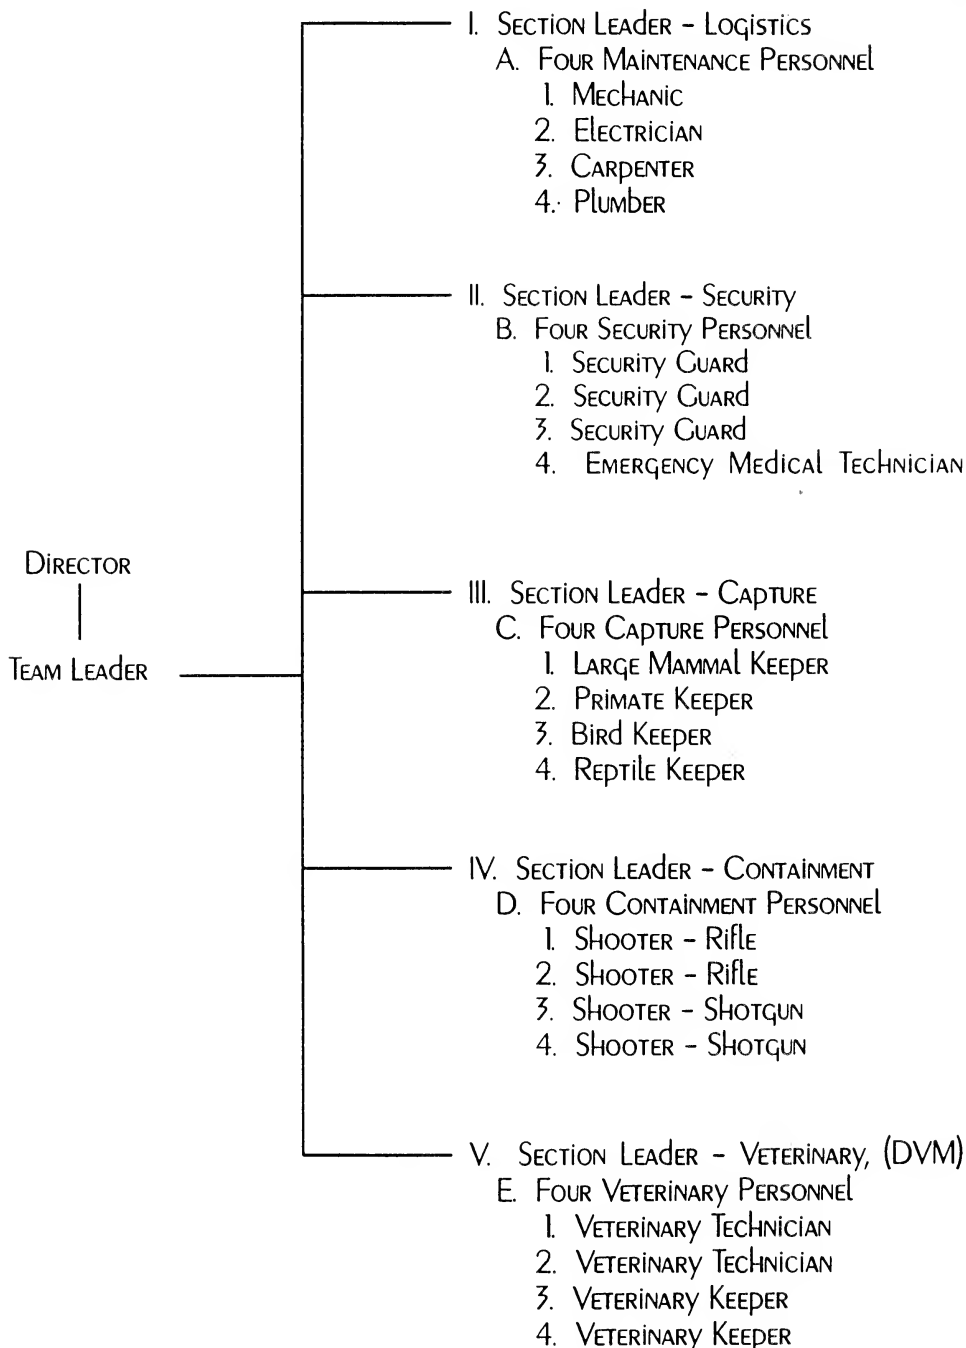 I. Section Leader - Logistics
A. Four Maintenance Personnel
1. Mechanic
2. Electrician
3. Carpenter
4. Plumber
II. Section Leader - Security
B. Four Security Personnel
1. Security Guard
2. Security Guard
3. Security Guard
4. Emergency Medical Technician
Director
Team Leader
III. Section Leader - Capture
C. Four Capture Personnel
1. Large Mammal Keeper
2. Primate Keeper
3. Bird Keeper
4. Reptile Keeper
IV. Section Leader - Containment
D. Four Containment Personnel
1. Shooter - Rifle
2. Shooter - Rifle
3. Shooter - Shotgun
4. Shooter - Shotgun
V. Section Leader - Veterinary, (DVM)
E. Four Veterinary Personnel
1. Veterinary Technician
2. Veterinary Technician
3. Veterinary Keeper
4. Veterinary Keeper